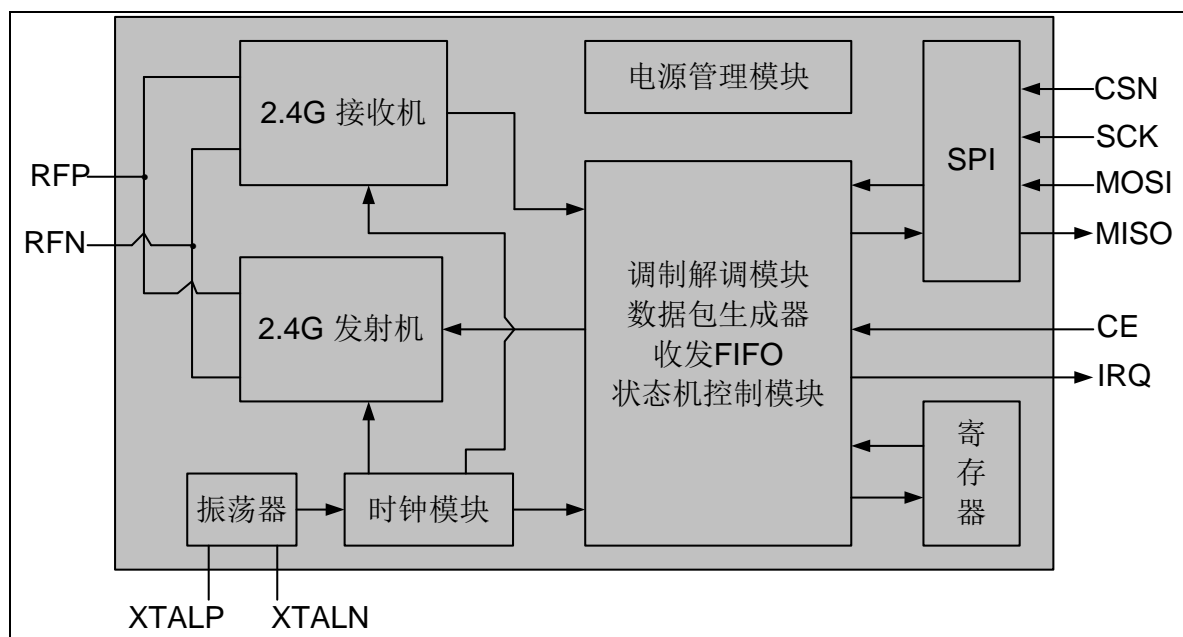 2.4G 接收机
电源管理模块
SPI
CSN
SCK
MOSI
MISO
RFP
RFN
2.4G 发射机
调制解调模块
数据包生成器
收发FIFO
状态机控制模块
CE
IRQ
寄
存
器
振荡器
时钟模块
XTALP
XTALN